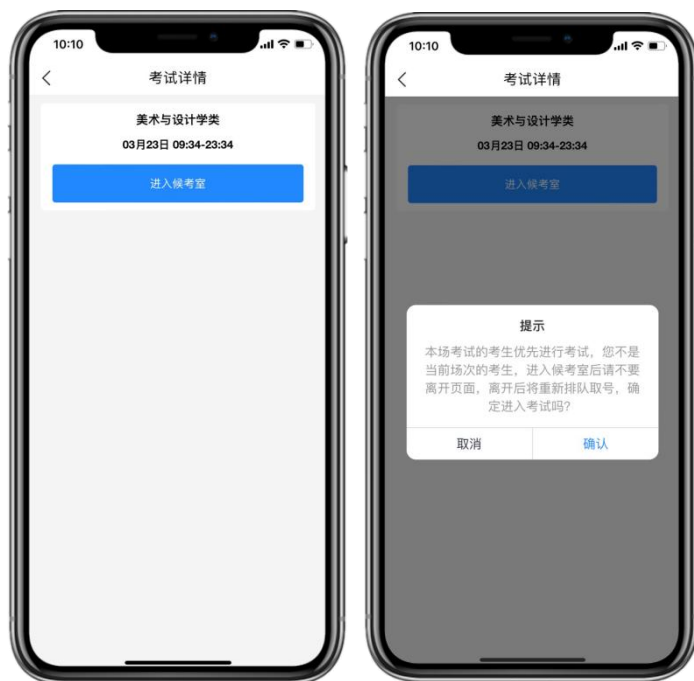 10:10
考试详情
美术与设计学类
03月23日 09:34-23:34
进入候考室
10:10
考试详情
美术与设计学类
03月23日 09:34-23:34
进入候考室
提示
本场考试的考生优先进行考试，您不是
当前场次的考生，进入候考室后请不要
离开页面，离开后将重新排队取号，确
定进入考试吗？
取消
确认